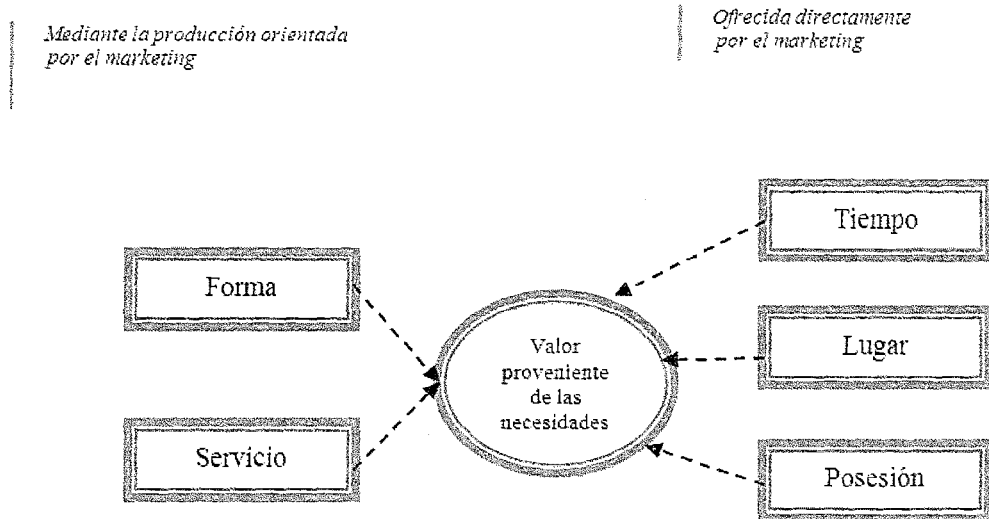 Mediante la producción orientada
por el marketing
Ofrecida directamente
por el marketing
Forma
Servicio
Valor
proveniente
de las
necesidades
Tiempo
Lugar
Posesión